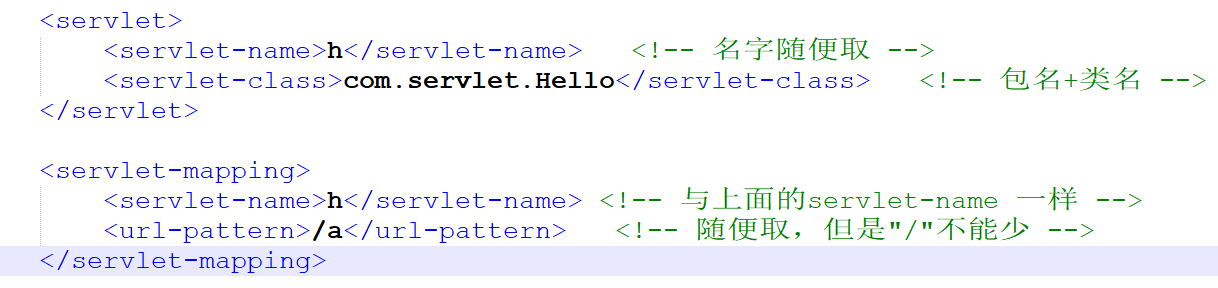 <servlet>
<servlet-name>h</servlet-name> <!-- 名字随便取 -->
<servlet-class>com.servlet.Hello</servlet-class> <!-- 包名+类名 -->
</servlet>
<servlet-mapping>
<servlet-name>h</servlet-name> <!-- 与上面的servlet-name 一样 -->
<url-pattern>/a</url-pattern> <!-- 随便取，但是"/"不能少 -->
</servlet-mapping>